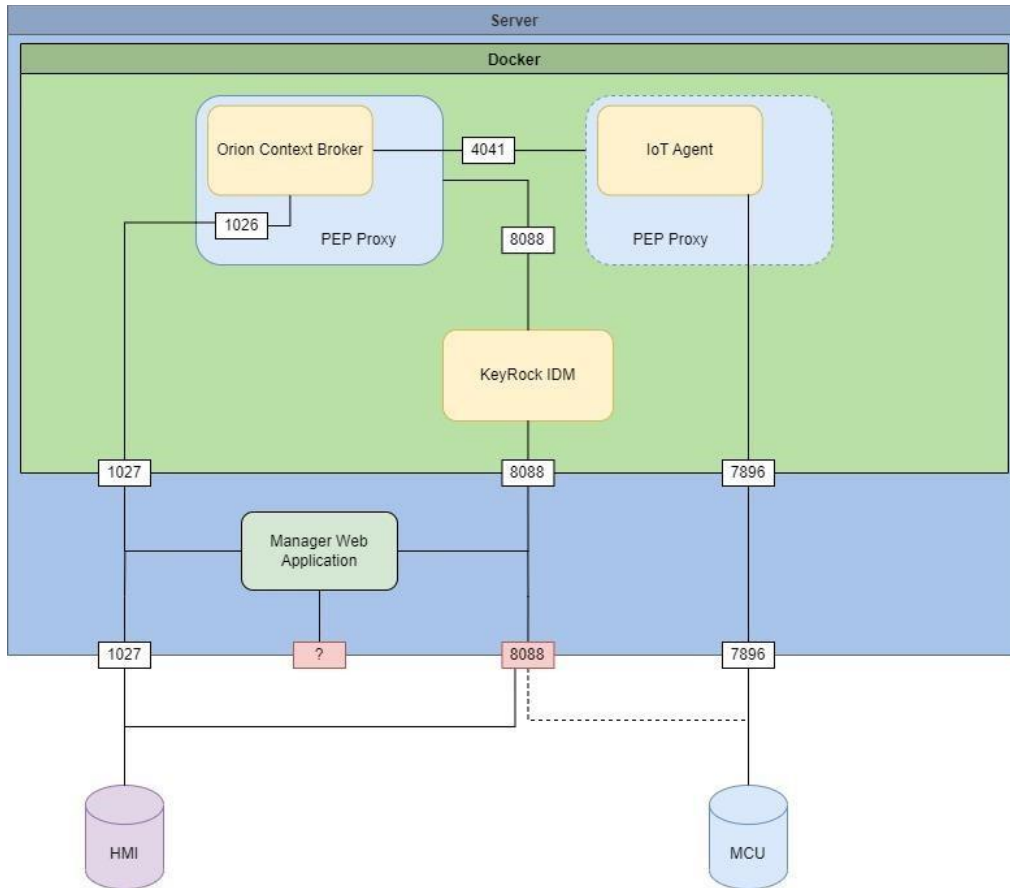 Server
Docker
Orion Context Broker
4041
IoT Agent
1026
PEP Proxy
8088
PEP Proxy
KeyRock IDM
1027
8088
7896
Manager Web
Application
1027
?
8088
7896
HMI
MCU